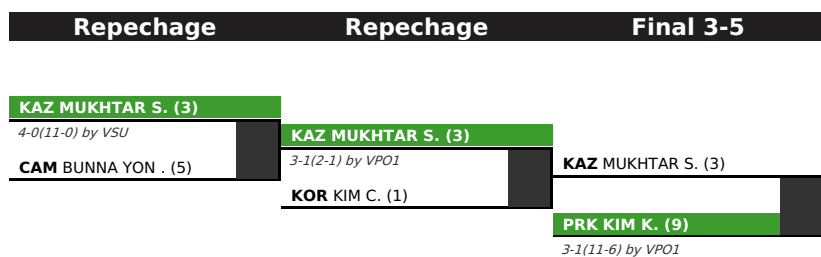 Repechage Repechage Final 3-5
KAZ MUKHTAR S. (3)
4-0(11-0) by VSU
CAM BUNNA YON . (5)
KAZ MUKHTAR S. (3)
3-1(2-1) by VPO1
KOR KIM C. (1)
KAZ MUKHTAR S. (3)
PRK KIM K. (9)
3-1(11-6) by VPO1